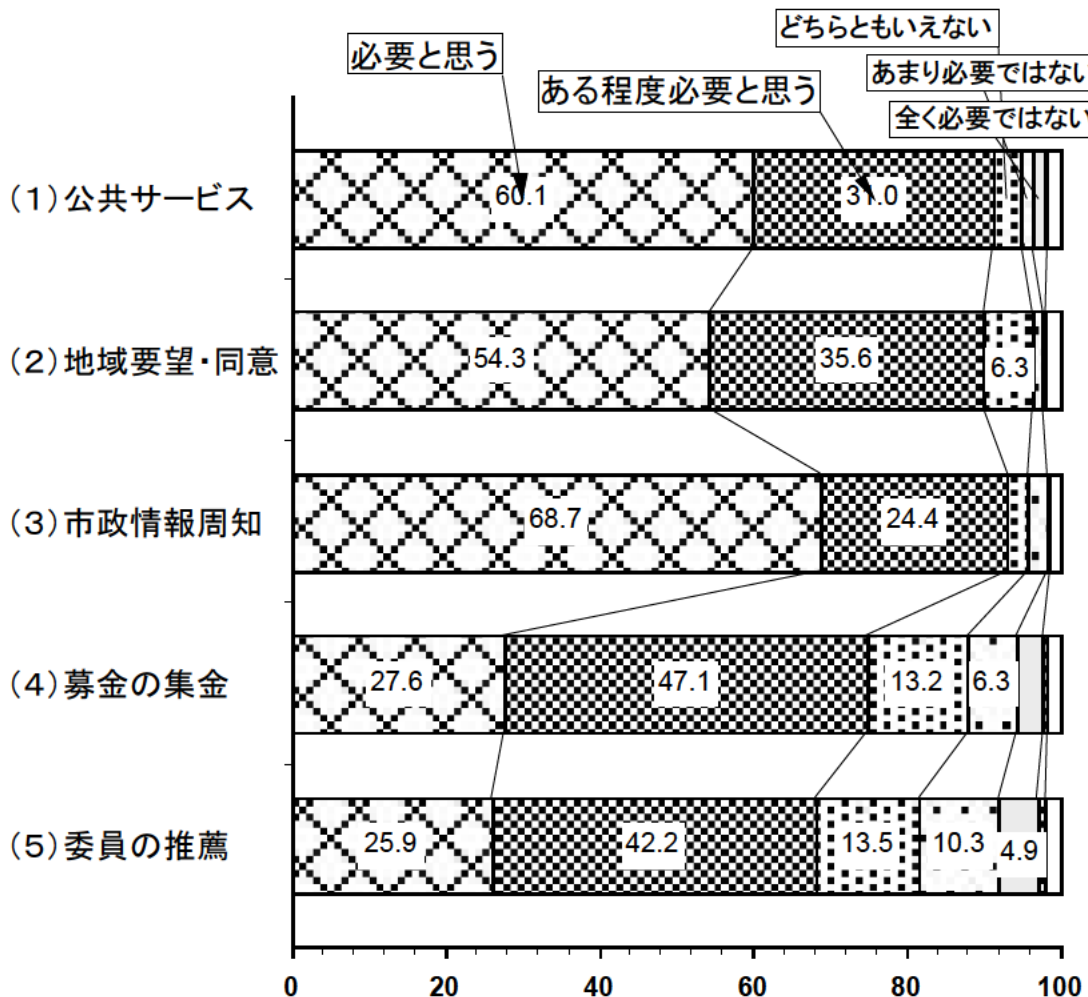 どちらともいえない
必要と思う
あまり必要ではない
ある程度必要と思う
全く必要ではない
(1)公共サービス
60.1
31.0
(2)地域要望・同意
54.3
35.6
6.3
(3)市政情報周知
68.7
24.4
(4)募金の集金
27.6
47.1
13.2
6.3
(5)委員の推薦
25.9
42.2
13.5
10.3
4.9
0
20
40
60
80
100